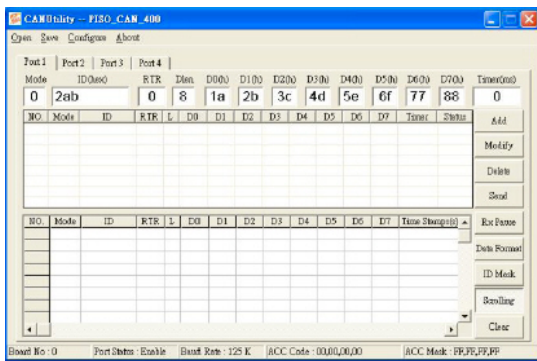 CANUtility -- PISO_CAN_400
Open Save Configure About
Port 1 Port 2 Port 3 Port 4
Mode ID(hex) RTR Dlen D0(h) D1(h) D2(h) D3(h) D4(h) D5(h) D6(h) D7(h) Timer(ms)
0 2ab 0 8 1a 2b 3c 4d 5e 6f 77 88 0
NO. Mode ID RTR L D0 D1 D2 D3 D4 D5 D6 D7 Timer Status
Add
Modify
Delete
Send
NO. Mode ID RTR L D0 D1 D2 D3 D4 D5 D6 D7 Time Stamps(s)
Rx Pause
Data Format
ID Mask
Scrolling
Clear
Board No : 0 Port Status : Enable Baud Rate : 125 K ACC Code : 00,00,00,00 ACC Mask : FF,FF,FF,FF